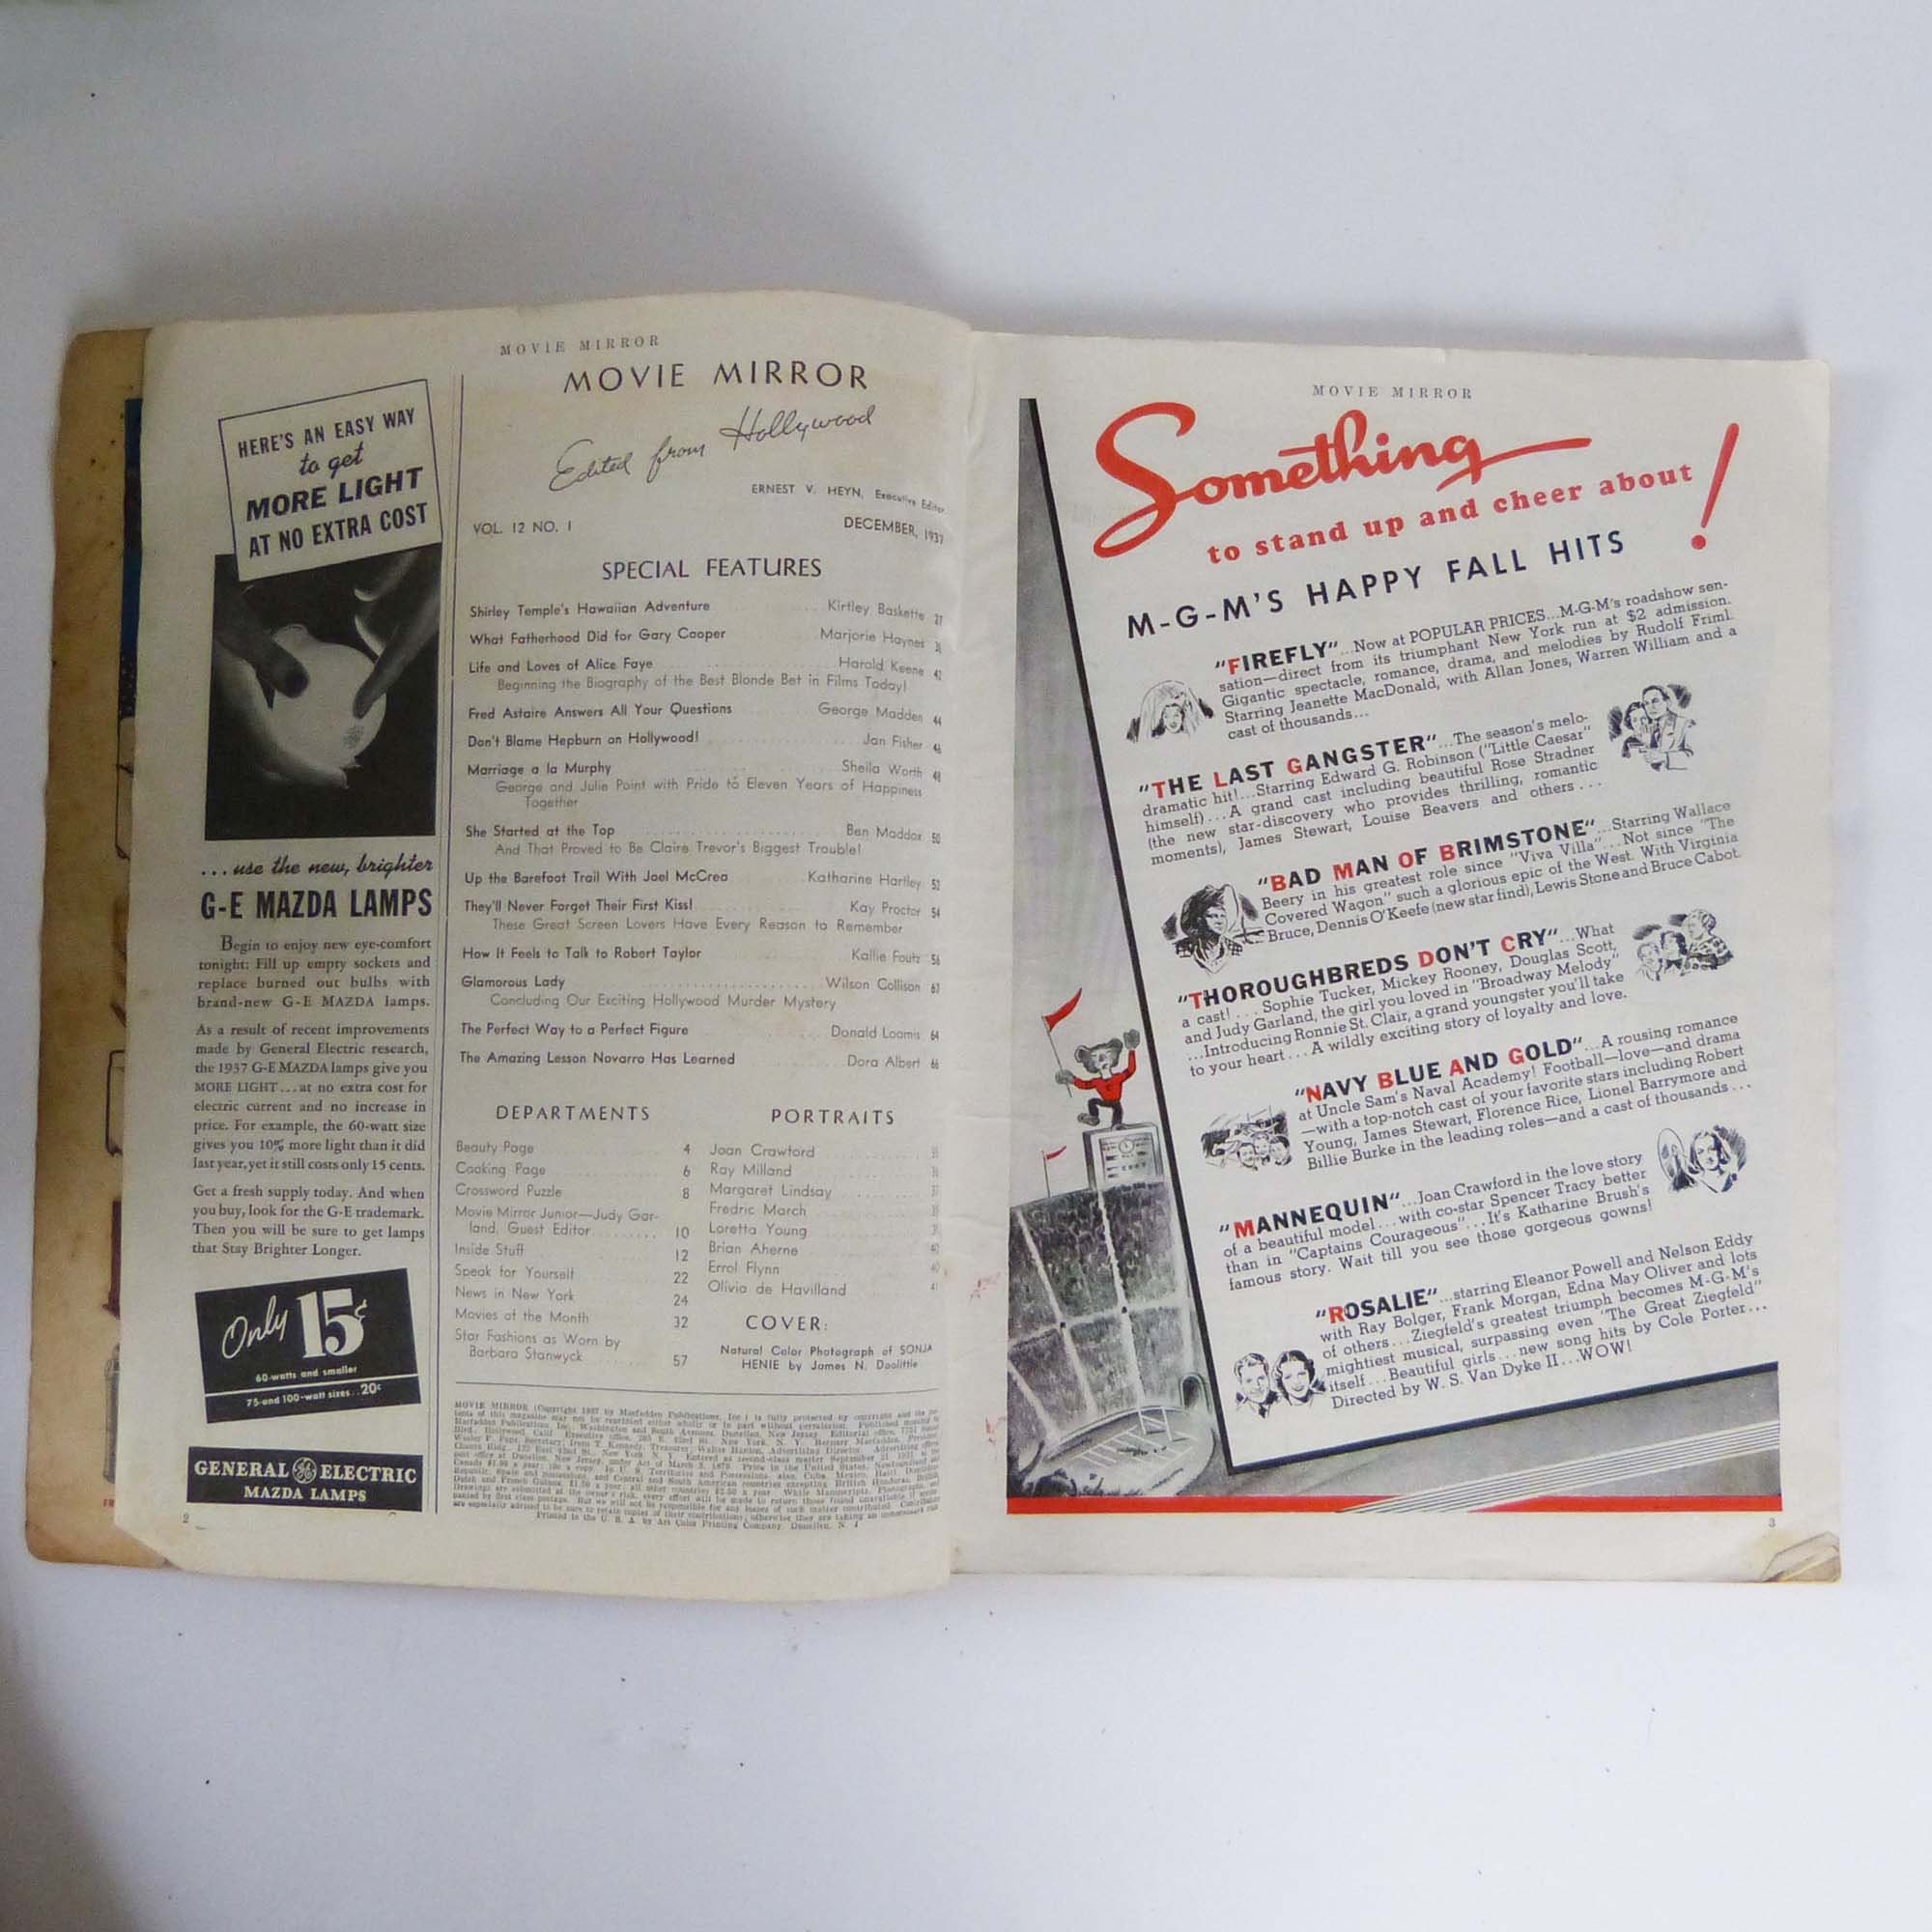 MOVIE MIRROR
HERE'S AN EASY WAY
to get
MORE LIGHT
AT NO EXTRA COST
...use the new, brighter
G-E MAZDA LAMPS
Begin to enjoy new eye-comfort
tonight: Fill up empty sockets and
replace burned out bulbs with
brand-new G-E MAZDA lamps.
As a result of recent improvements
made by General Electric research,
the 1937 G-E MAZDA lamps give you
MORE LIGHT...at no extra cost for
electric current and no increase in
price. For example, the 60-watt size
gives you 10% more light than it did
last year, yet it still costs only 15 cents.
Get a fresh supply today. And when
you buy, look for the G-E trademark.
Then you will be sure to get lamps
that Stay Brighter Longer.
Only 15¢
60-watts and smaller
75-and 100-watt sizes..20¢
GENERAL GE ELECTRIC
MAZDA LAMPS
2
MOVIE MIRROR
Edited from Hollywood
ERNEST V. HEYN, Executive Editor
VOL. 12 NO. 1 DECEMBER, 1937
SPECIAL FEATURES
Shirley Temple's Hawaiian Adventure Kirtley Baskette
What Fatherhood Did for Gary Cooper Marjorie Haynes
Life and Loves of Alice Faye Harold Keene 42
Beginning the Biography of the Best Blonde Bet in Films Today!
Fred Astaire Answers All Your Questions George Madden 44
Don't Blame Hepburn on Hollywood! Jan Fisher
Marriage a la Murphy Sheila Worth
George and Julie Point with Pride to Eleven Years of Happiness
Together
She Started at the Top Ben Maddox 50
And That Proved to Be Claire Trevor's Biggest Trouble!
Up the Barefoot Trail With Joel McCrea Katharine Hartley 52
They'll Never Forget Their First Kiss! Kay Proctor 54
These Great Screen Lovers Have Every Reason to Remember
How It Feels to Talk to Robert Taylor Kallie Foutz 56
Glamorous Lady Wilson Collison
Concluding Our Exciting Hollywood Murder Mystery
The Perfect Way to a Perfect Figure Donald Loomis 64
The Amazing Lesson Novarro Has Learned Dora Albert 66
DEPARTMENTS
Beauty Page 4
Cooking Page 6
Crossword Puzzle 8
Movie Mirror Junior—Judy Gar-
land, Guest Editor 10
Inside Stuff 12
Speak for Yourself 22
News in New York 24
Movies of the Month 32
Star Fashions as Worn by
Barbara Stanwyck 57
PORTRAITS
Joan Crawford
Ray Milland
Margaret Lindsay
Fredric March
Loretta Young
Brian Aherne
Errol Flynn
Olivia de Havilland
COVER:
Natural Color Photograph of SONJA
HENIE by James N. Doolittle
MOVIE MIRROR
Something
to stand up and cheer about!
M-G-M'S HAPPY FALL HITS
"FIREFLY"...Now at POPULAR PRICES...M-G-M's roadshow sen-
sation—direct from its triumphant New York run at $2 admission.
Gigantic spectacle, romance, drama, and melodies by Rudolf Friml.
Starring Jeanette MacDonald, with Allan Jones, Warren William and a
cast of thousands...
"THE LAST GANGSTER"...The season's melo-
dramatic hit!...Starring Edward G. Robinson ("Little Caesar"
himself)...A grand cast including beautiful Rose Stradner
(the new star-discovery who provides thrilling, romantic
moments), James Stewart, Louise Beavers and others...
"BAD MAN OF BRIMSTONE"...Starring Wallace
Beery in his greatest role since "Viva Villa"...Not since "The
Covered Wagon" such a glorious epic of the West. With Virginia
Bruce, Dennis O'Keefe (new star find), Lewis Stone and Bruce Cabot.
"THOROUGHBREDS DON'T CRY"...What
a cast!...Sophie Tucker, Mickey Rooney, Douglas Scott,
and Judy Garland, the girl you loved in "Broadway Melody"
...Introducing Ronnie St. Clair, a grand youngster you'll take
to your heart...A wildly exciting story of loyalty and love.
"NAVY BLUE AND GOLD"...A rousing romance
at Uncle Sam's Naval Academy! Football—love—and drama
—with a top-notch cast of your favorite stars including Robert
Young, James Stewart, Florence Rice, Lionel Barrymore and
Billie Burke in the leading roles—and a cast of thousands...
"MANNEQUIN"...Joan Crawford in the love story
of a beautiful model...with co-star Spencer Tracy better
than in "Captains Courageous"...It's Katharine Brush's
famous story. Wait till you see those gorgeous gowns!
"ROSALIE"...starring Eleanor Powell and Nelson Eddy
with Ray Bolger, Frank Morgan, Edna May Oliver and lots
of others...Ziegfeld's greatest triumph becomes M-G-M's
mightiest musical, surpassing even "The Great Ziegfeld"
itself...Beautiful girls...new song hits by Cole Porter...
Directed by W. S. Van Dyke II...WOW!
3